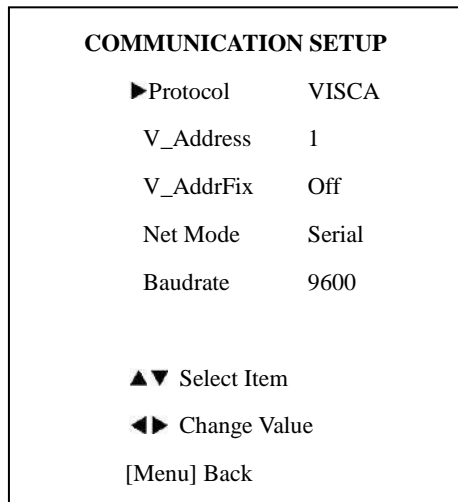 COMMUNICATION SETUP
▶Protocol VISCA
V_Address 1
V_AddrFix Off
Net Mode Serial
Baudrate 9600
▲▼ Select Item
◀▶ Change Value
[Menu] Back